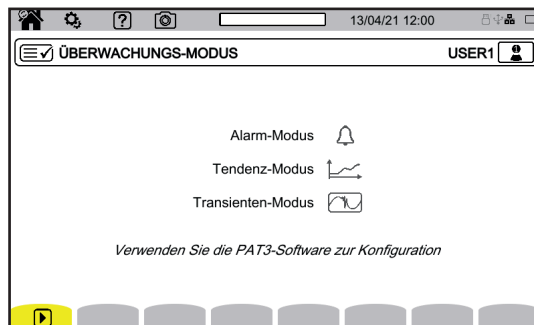 13/04/21 12:00
ÜBERWACHUNGS-MODUS USER1
Alarm-Modus
Tendenz-Modus
Transienten-Modus
Verwenden Sie die PAT3-Software zur Konfiguration